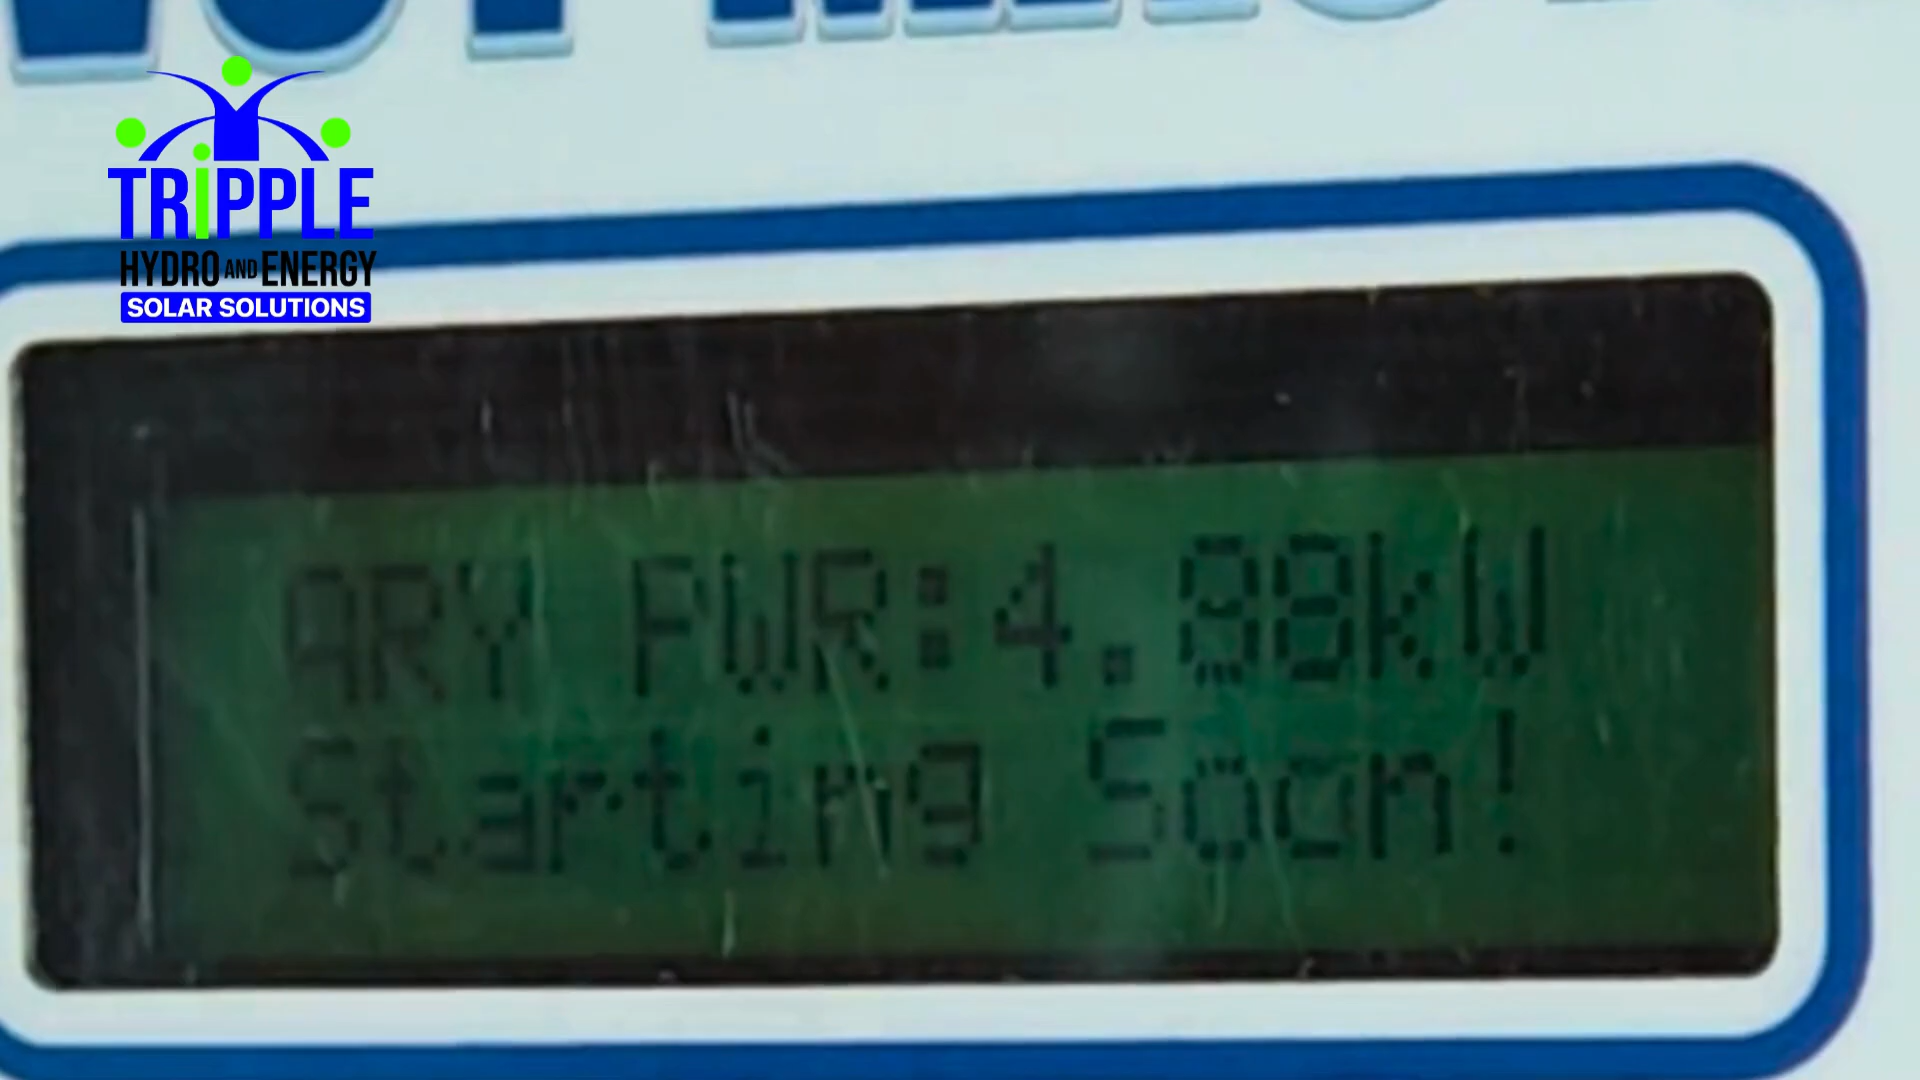 TRiPPLE
HYDRO AND ENERGY
SOLAR SOLUTIONS
ARY PWR:4.98kW
Starting Soon!